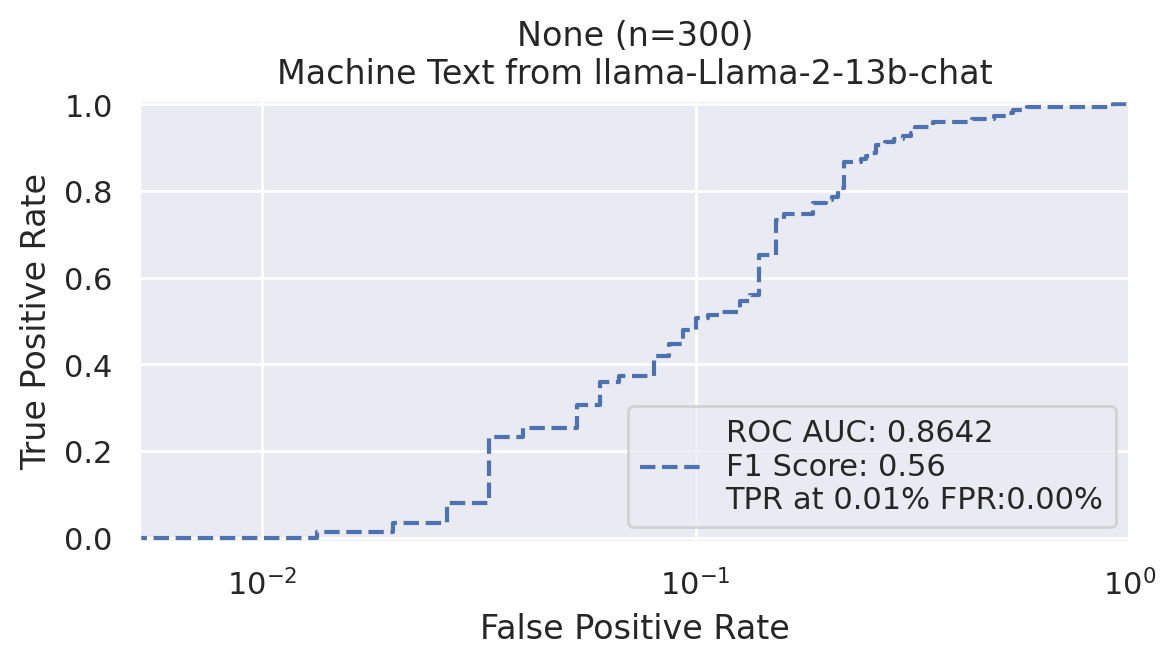 None (n=300)
Machine Text from llama-Llama-2-13b-chat
True Positive Rate
1.0
0.8
0.6
0.4
0.2
0.0
ROC AUC: 0.8642
F1 Score: 0.56
TPR at 0.01% FPR:0.00%
10⁻² 10⁻¹ 10⁰
False Positive Rate